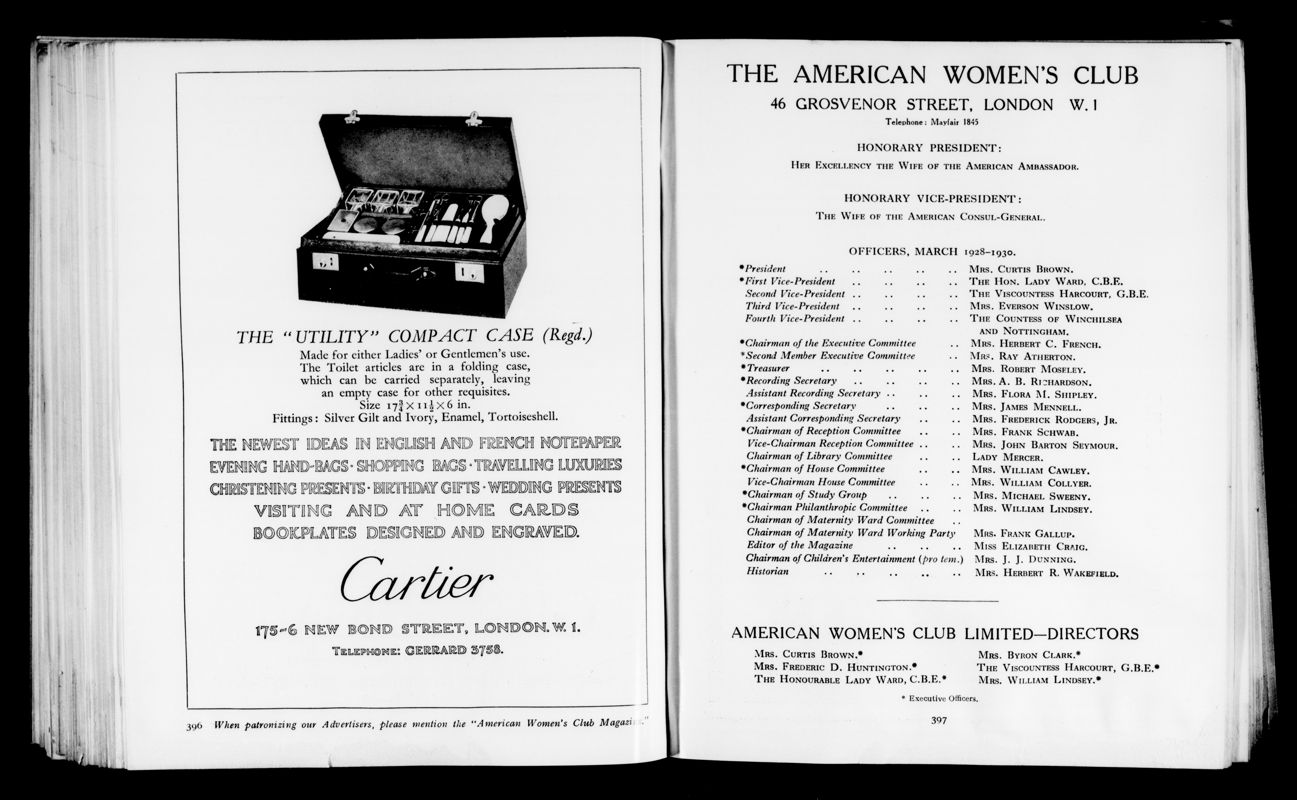 THE "UTILITY" COMPACT CASE (Regd.)
Made for either Ladies' or Gentlemen's use.
The Toilet articles are in a folding case,
which can be carried separately, leaving
an empty case for other requisites.
Size 17¾ × 11½ × 6 in.
Fittings: Silver Gilt and Ivory, Enamel, Tortoiseshell.
THE NEWEST IDEAS IN ENGLISH AND FRENCH NOTEPAPER
EVENING HAND-BAGS · SHOPPING BAGS · TRAVELLING LUXURIES
CHRISTENING PRESENTS · BIRTHDAY GIFTS · WEDDING PRESENTS
VISITING AND AT HOME CARDS
BOOKPLATES DESIGNED AND ENGRAVED.
Cartier
175-6 NEW BOND STREET, LONDON. W. 1.
TELEPHONE: GERRARD 3758.
396 When patronizing our Advertisers, please mention the "American Women's Club Magazine."
THE AMERICAN WOMEN'S CLUB
46 GROSVENOR STREET, LONDON W. 1
Telephone: Mayfair 1845
HONORARY PRESIDENT:
HER EXCELLENCY THE WIFE OF THE AMERICAN AMBASSADOR.
HONORARY VICE-PRESIDENT:
THE WIFE OF THE AMERICAN CONSUL-GENERAL.
OFFICERS, MARCH 1928–1930.
*President .. .. .. .. .. MRS. CURTIS BROWN.
*First Vice-President .. .. .. .. THE HON. LADY WARD, C.B.E.
Second Vice-President .. .. .. .. THE VISCOUNTESS HARCOURT, G.B.E.
Third Vice-President .. .. .. .. MRS. EVERSON WINSLOW.
Fourth Vice-President .. .. .. .. THE COUNTESS OF WINCHILSEA
AND NOTTINGHAM.
*Chairman of the Executive Committee .. MRS. HERBERT C. FRENCH.
*Second Member Executive Committee .. MRS. RAY ATHERTON.
*Treasurer .. .. .. .. .. MRS. ROBERT MOSELEY.
*Recording Secretary .. .. .. .. MRS. A. B. RICHARDSON.
Assistant Recording Secretary .. .. .. MRS. FLORA M. SHIPLEY.
*Corresponding Secretary .. .. .. MRS. JAMES MENNELL.
Assistant Corresponding Secretary .. .. MRS. FREDERICK RODGERS, JR.
*Chairman of Reception Committee .. .. MRS. FRANK SCHWAB.
Vice-Chairman Reception Committee .. .. MRS. JOHN BARTON SEYMOUR.
Chairman of Library Committee .. .. LADY MERCER.
*Chairman of House Committee .. .. MRS. WILLIAM CAWLEY.
Vice-Chairman House Committee .. .. MRS. WILLIAM COLLYER.
*Chairman of Study Group .. .. .. MRS. MICHAEL SWEENY.
*Chairman Philanthropic Committee .. .. MRS. WILLIAM LINDSEY.
Chairman of Maternity Ward Committee ..
Chairman of Maternity Ward Working Party MRS. FRANK GALLUP.
Editor of the Magazine .. .. .. MISS ELIZABETH CRAIG.
Chairman of Children's Entertainment (pro tem.) MRS. J. J. DUNNING.
Historian .. .. .. .. .. MRS. HERBERT R. WAKEFIELD.
AMERICAN WOMEN'S CLUB LIMITED—DIRECTORS
MRS. CURTIS BROWN.* MRS. BYRON CLARK.*
MRS. FREDERIC D. HUNTINGTON.* THE VISCOUNTESS HARCOURT, G.B.E.*
THE HONOURABLE LADY WARD, C.B.E.* MRS. WILLIAM LINDSEY.*
* Executive Officers.
397